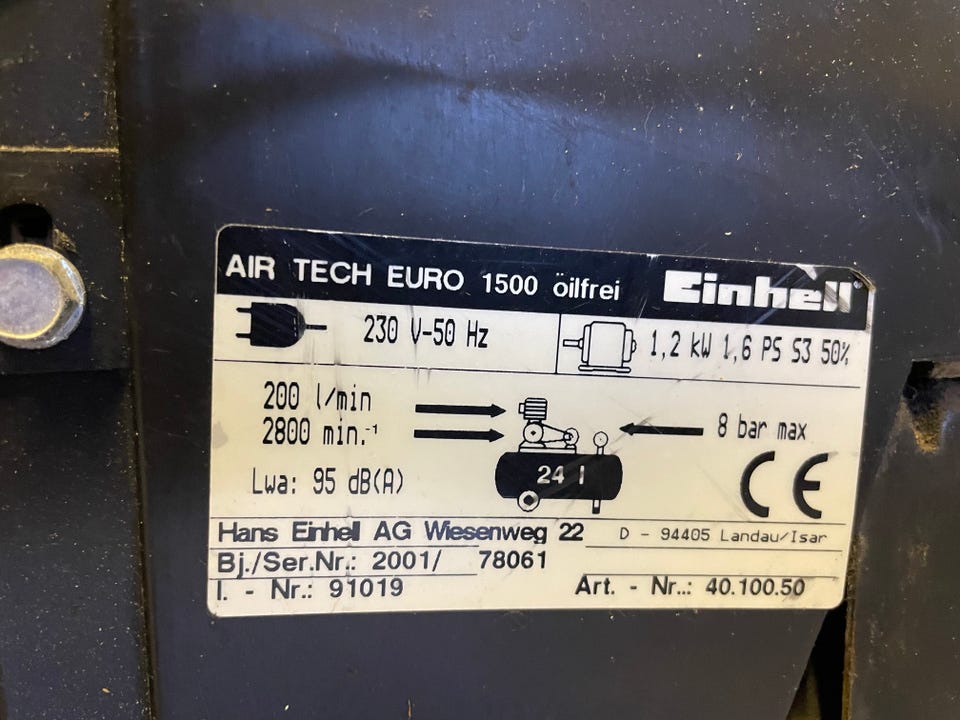 AIR TECH EURO 1500 ölfrei Einhell
230 V-50 Hz 1,2 kW 1,6 PS S3 50%
200 l/min
2800 min.-1
8 bar max
24 l
Lwa: 95 dB(A)
CE
Hans Einhell AG Wiesenweg 22 D - 94405 Landau/Isar
Bj./Ser.Nr.: 2001/ 78061
I. - Nr.: 91019 Art. - Nr..: 40.100.50